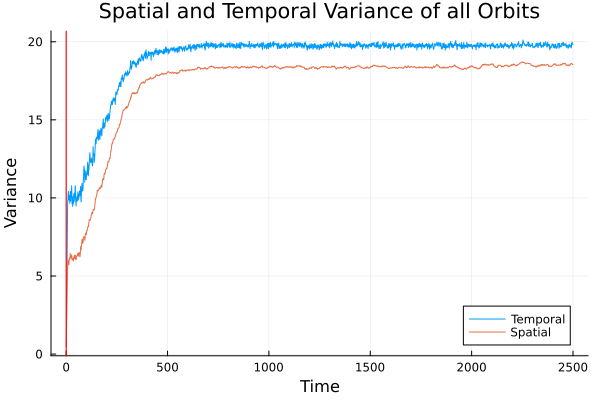 Spatial and Temporal Variance of all Orbits
20
15
10
5
0
Variance
Temporal
Spatial
0 500 1000 1500 2000 2500
Time